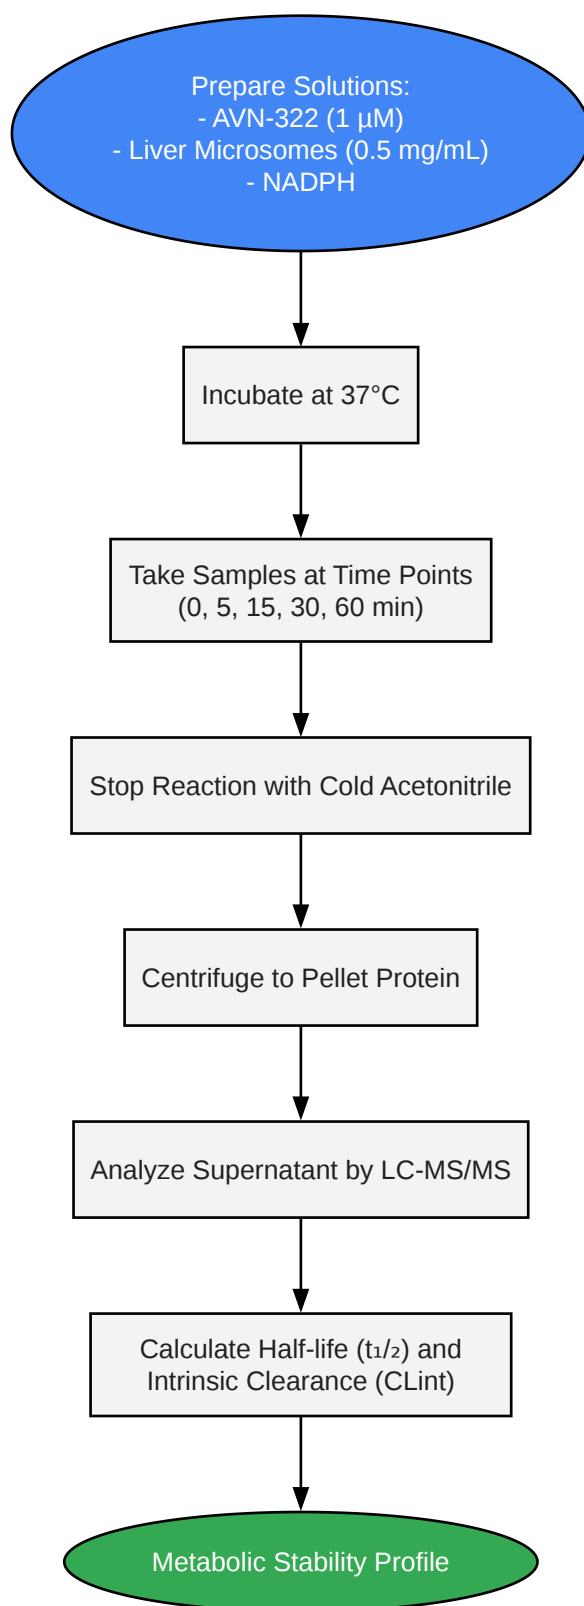 Prepare Solutions:
- AVN-322 (1 µM)
- Liver Microsomes (0.5 mg/mL)
- NADPH
Incubate at 37°C
Take Samples at Time Points
(0, 5, 15, 30, 60 min)
Stop Reaction with Cold Acetonitrile
Centrifuge to Pellet Protein
Analyze Supernatant by LC-MS/MS
Calculate Half-life (t₁/₂) and
Intrinsic Clearance (CLint)
Metabolic Stability Profile